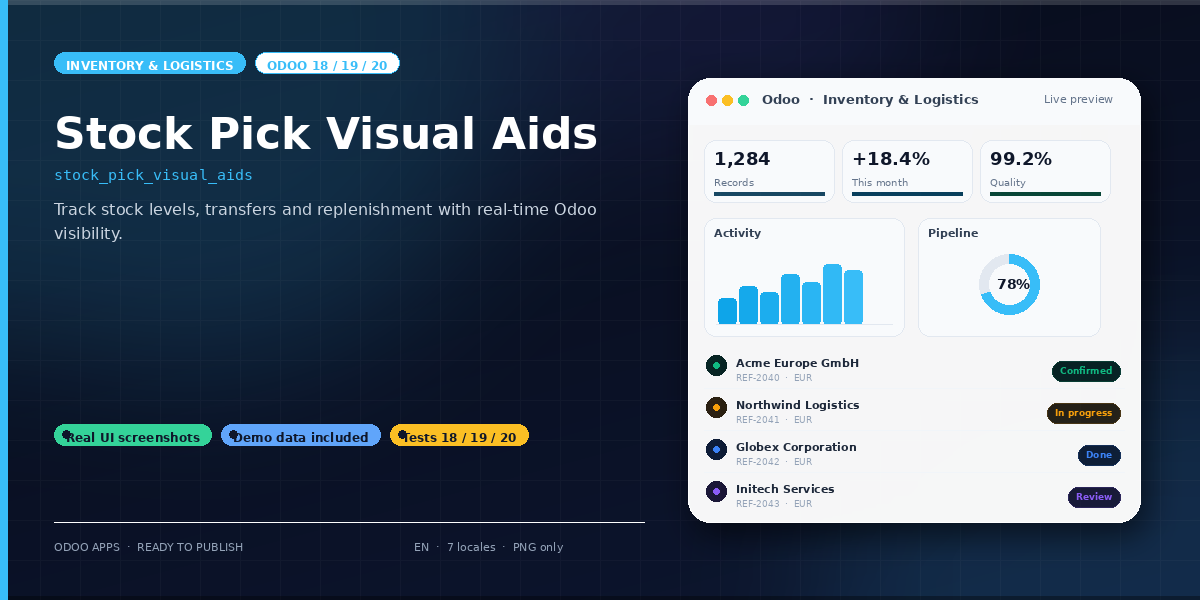 INVENTORY & LOGISTICS
ODOO 18 / 19 / 20
Stock Pick Visual Aids
stock_pick_visual_aids
Track stock levels, transfers and replenishment with real-time Odoo
visibility.
Real UI screenshots
Demo data included
Tests 18 / 19 / 20
ODOO APPS · READY TO PUBLISH
EN · 7 locales · PNG only
Odoo · Inventory & Logistics
Live preview
1,284
Records
+18.4%
This month
99.2%
Quality
Activity
Pipeline
78%
Acme Europe GmbH
REF-2040 · EUR
Confirmed
Northwind Logistics
REF-2041 · EUR
In progress
Globex Corporation
REF-2042 · EUR
Done
Initech Services
REF-2043 · EUR
Review